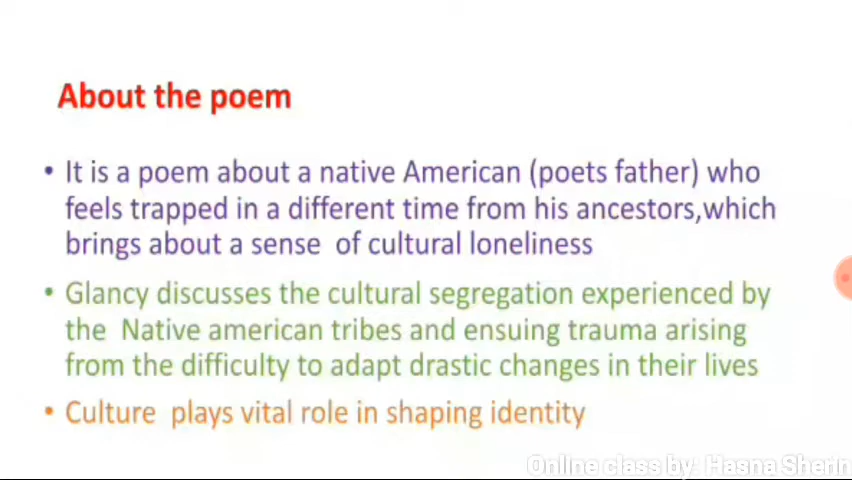 About the poem
• It is a poem about a native American (poets father) who
feels trapped in a different time from his ancestors,which
brings about a sense of cultural loneliness
• Glancy discusses the cultural segregation experienced by
the Native american tribes and ensuing trauma arising
from the difficulty to adapt drastic changes in their lives
• Culture plays vital role in shaping identity
Online class by: Hasna Sherin